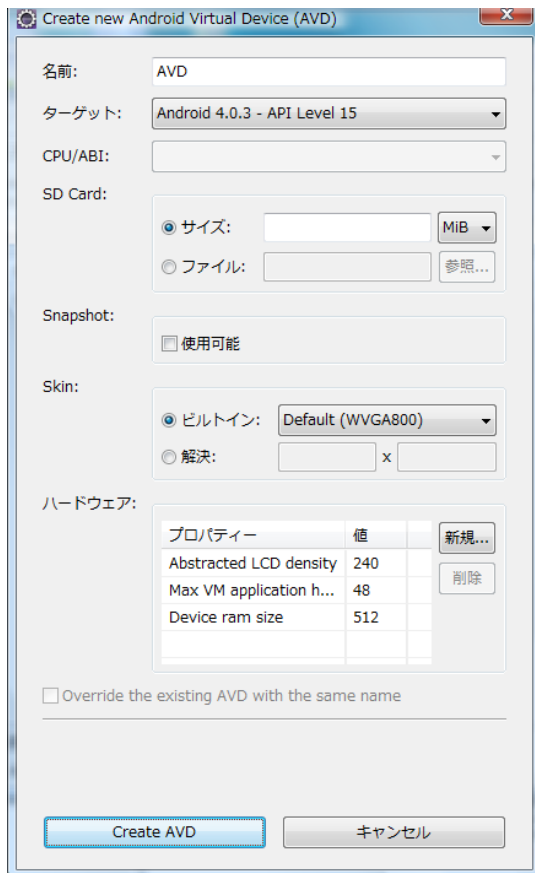 Create new Android Virtual Device (AVD)
名前: AVD
ターゲット: Android 4.0.3 - API Level 15
CPU/ABI:
SD Card:
サイズ: MiB
ファイル: 参照...
Snapshot:
使用可能
Skin:
ビルトイン: Default (WVGA800)
解決: x
ハードウェア:
プロパティー 値 新規...
Abstracted LCD density 240
削除
Max VM application h... 48
Device ram size 512
Override the existing AVD with the same name
Create AVD キャンセル